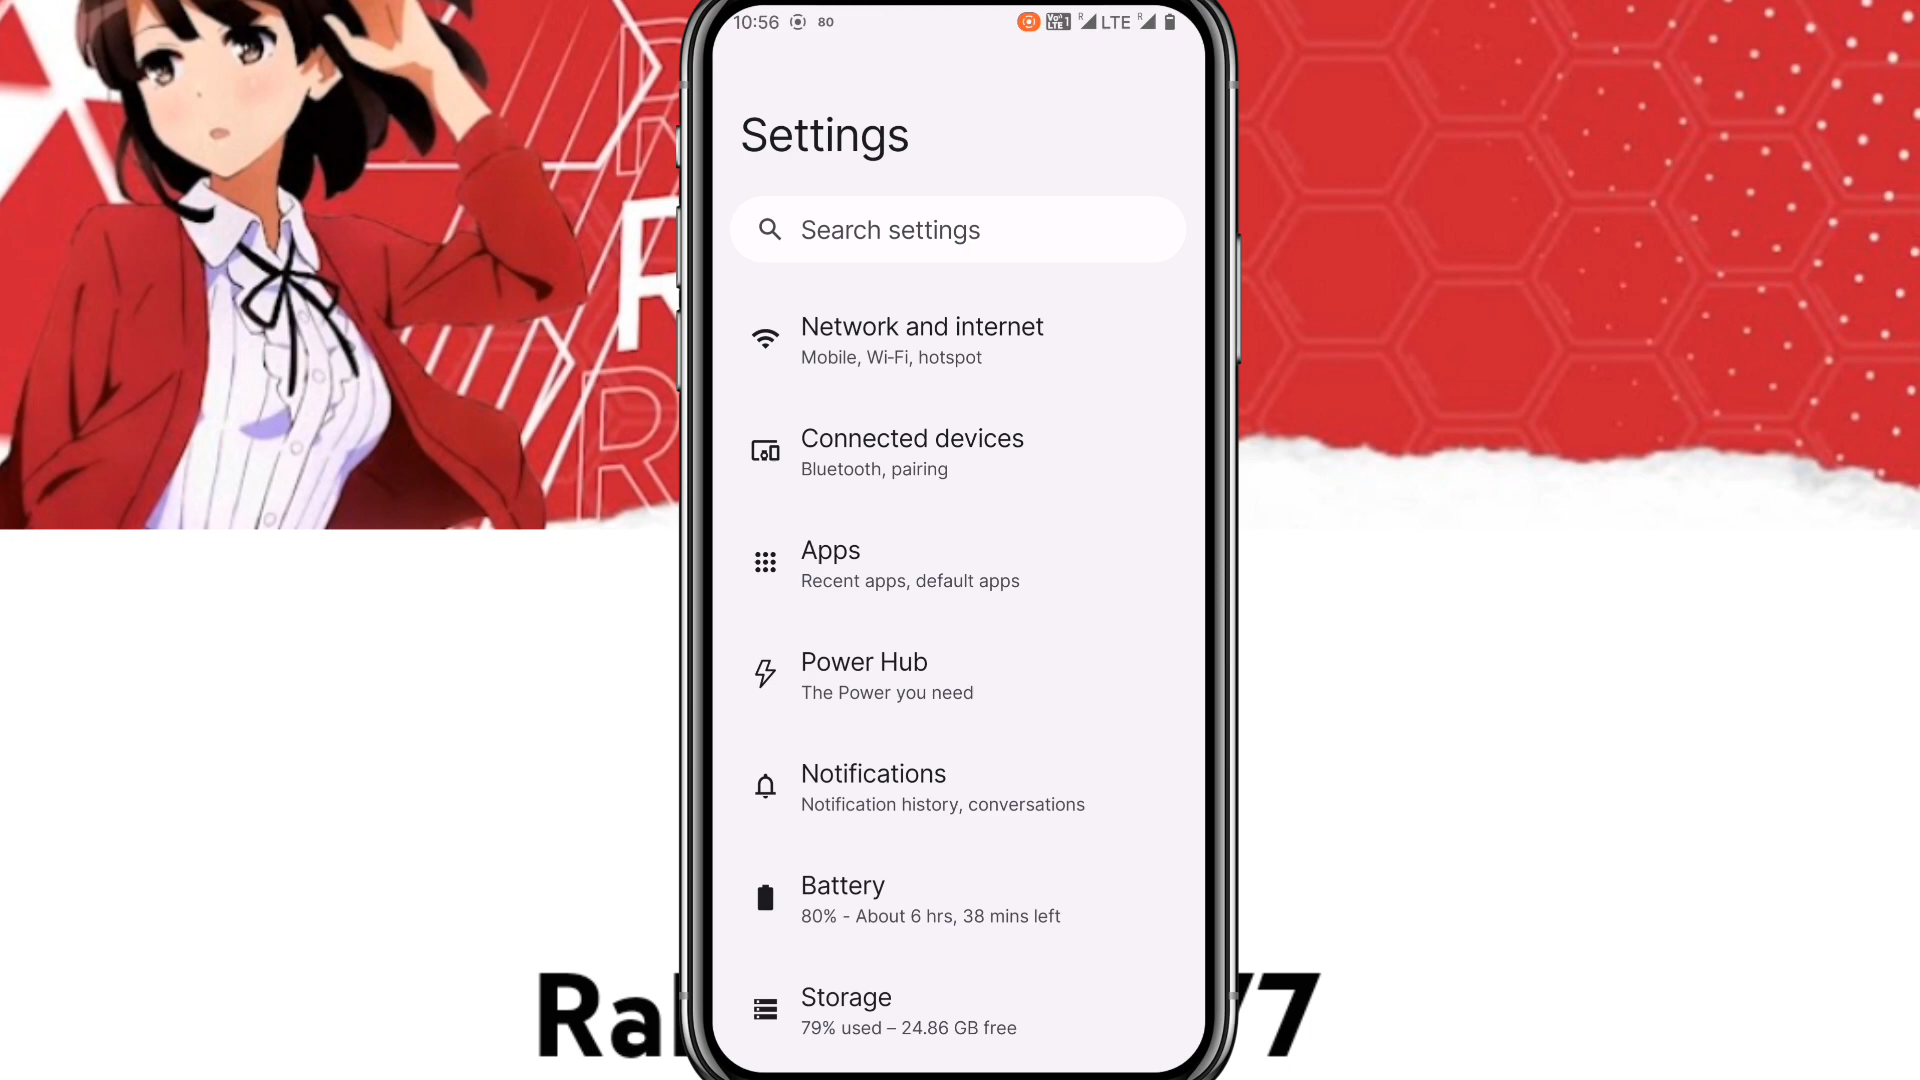 10:56 80
VoLTE 1 R LTE R
Settings
Search settings
Network and internet
Mobile, Wi-Fi, hotspot
Connected devices
Bluetooth, pairing
Apps
Recent apps, default apps
Power Hub
The Power you need
Notifications
Notification history, conversations
Battery
80% - About 6 hrs, 38 mins left
Storage
79% used – 24.86 GB free